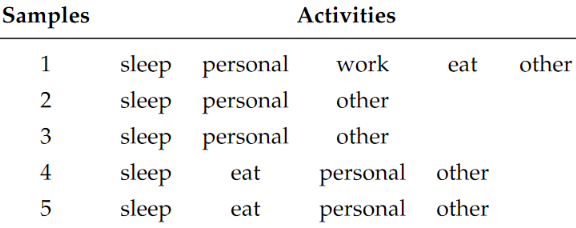 Samples Activities
1 sleep personal work eat other
2 sleep personal other
3 sleep personal other
4 sleep eat personal other
5 sleep eat personal other